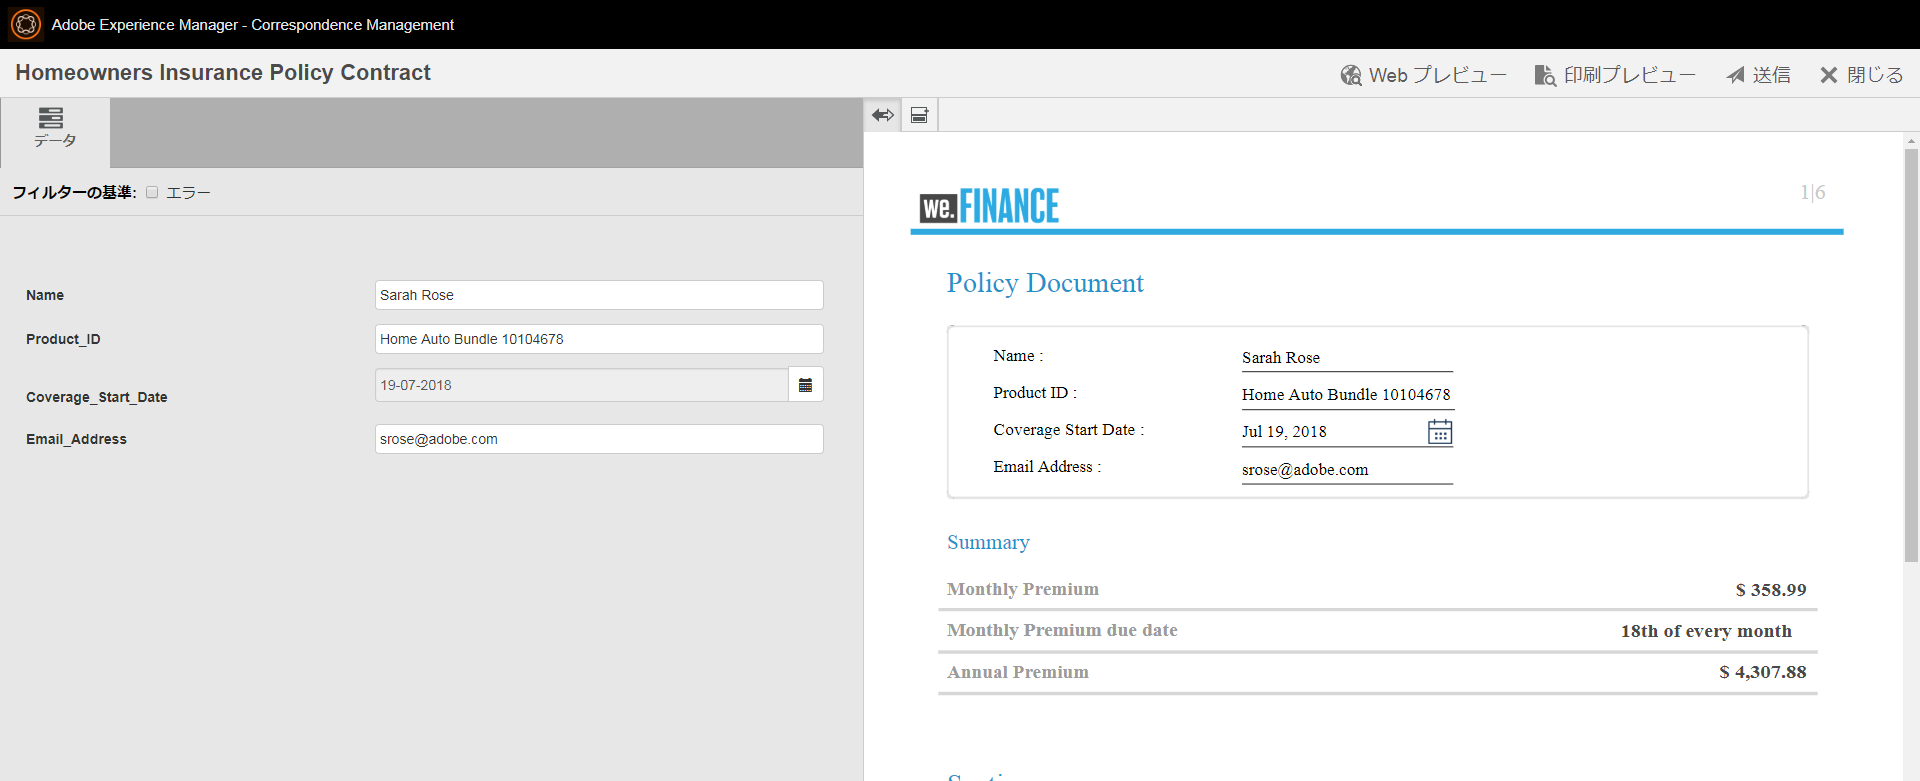 Adobe Experience Manager - Correspondence Management
Homeowners Insurance Policy Contract
Web プレビュー
印刷プレビュー
送信
閉じる
データ
フィルターの基準: エラー
Name
Sarah Rose
Product_ID
Home Auto Bundle 10104678
Coverage_Start_Date
19-07-2018
Email_Address
srose@adobe.com
we.FINANCE
1|6
Policy Document
Name :
Sarah Rose
Product ID :
Home Auto Bundle 10104678
Coverage Start Date :
Jul 19, 2018
Email Address :
srose@adobe.com
Summary
Monthly Premium
$ 358.99
Monthly Premium due date
18th of every month
Annual Premium
$ 4,307.88